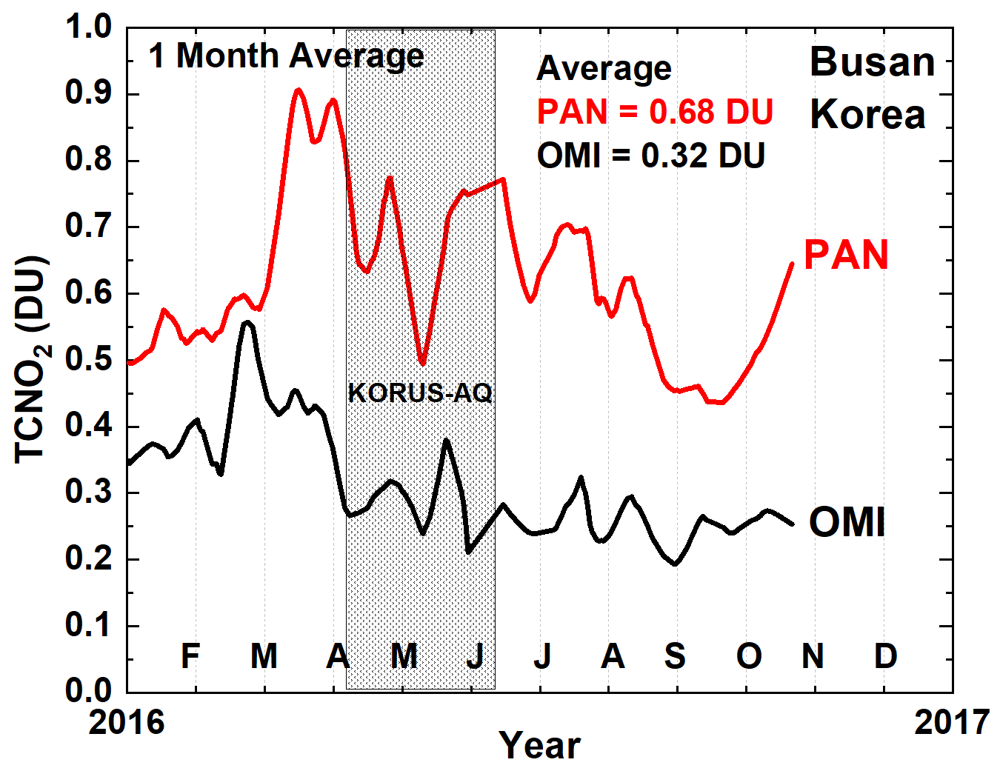 1 Month Average
Average
PAN = 0.68 DU
OMI = 0.32 DU
Busan
Korea
1.0
0.9
0.8
0.7
0.6
0.5
0.4
0.3
0.2
0.1
0.0
TCNO₂ (DU)
PAN
KORUS-AQ
OMI
F M A M J J A S O N D
2016 2017
Year